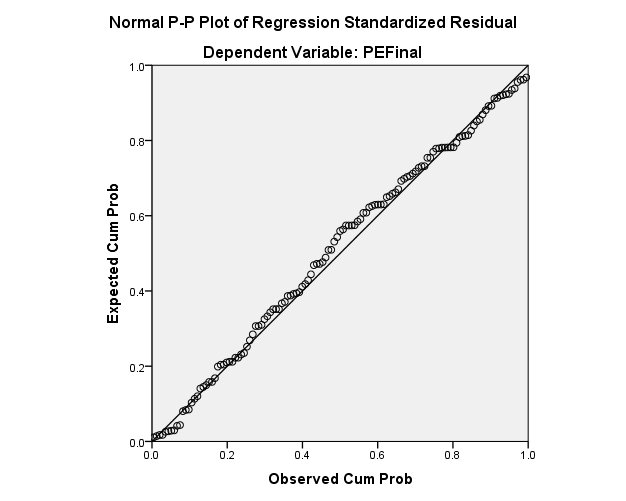 Normal P-P Plot of Regression Standardized Residual
Dependent Variable: PEFinal
1.0
0.8
0.6
0.4
0.2
0.0
Expected Cum Prob
0.0 0.2 0.4 0.6 0.8 1.0
Observed Cum Prob